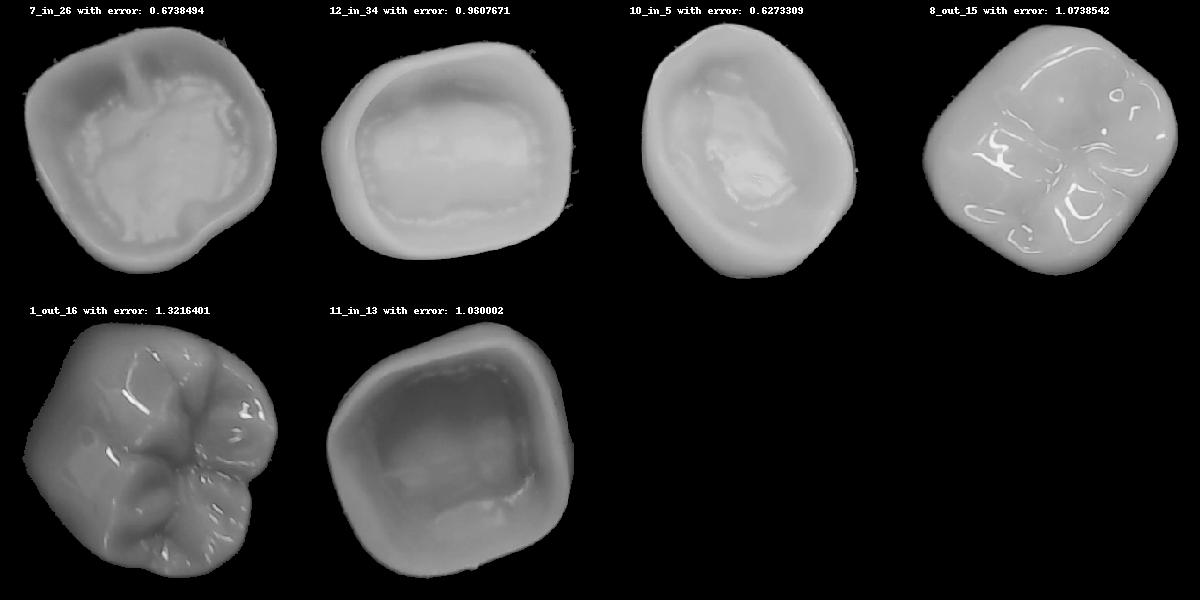 7_in_26 with error: 0.6738494
12_in_34 with error: 0.9607671
10_in_5 with error: 0.6273309
8_out_15 with error: 1.0738542
1_out_16 with error: 1.3216401
11_in_13 with error: 1.030002